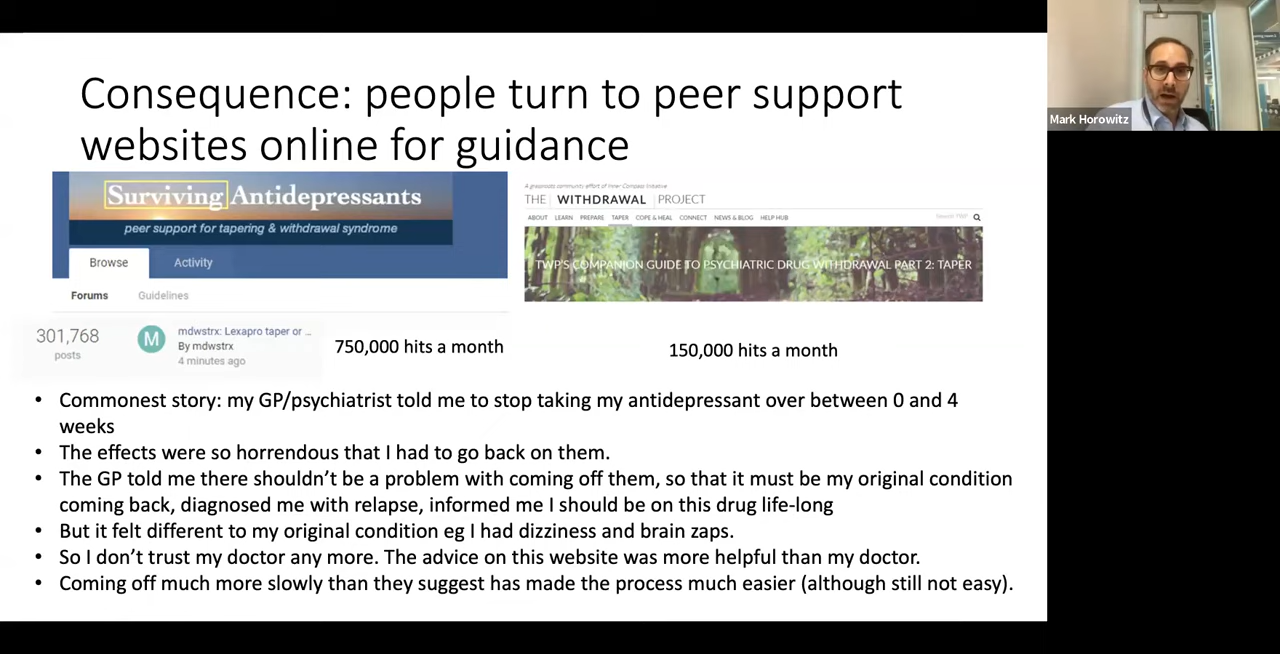 Mark Horowitz
Consequence: people turn to peer support
websites online for guidance
Surviving Antidepressants
peer support for tapering & withdrawal syndrome
Browse
Activity
Forums
Guidelines
301,768
posts
M
mdwstrx: Lexapro taper or ...
By mdwstrx
4 minutes ago
750,000 hits a month
A grassroots community effort of Inner Compass Initiative
THE WITHDRAWAL PROJECT
ABOUT LEARN PREPARE TAPER COPE & HEAL CONNECT NEWS & BLOG HELP HUB
TWP'S COMPANION GUIDE TO PSYCHIATRIC DRUG WITHDRAWAL PART 2: TAPER
150,000 hits a month
• Commonest story: my GP/psychiatrist told me to stop taking my antidepressant over between 0 and 4
weeks
• The effects were so horrendous that I had to go back on them.
• The GP told me there shouldn't be a problem with coming off them, so that it must be my original condition
coming back, diagnosed me with relapse, informed me I should be on this drug life-long
• But it felt different to my original condition eg I had dizziness and brain zaps.
• So I don't trust my doctor any more. The advice on this website was more helpful than my doctor.
• Coming off much more slowly than they suggest has made the process much easier (although still not easy).